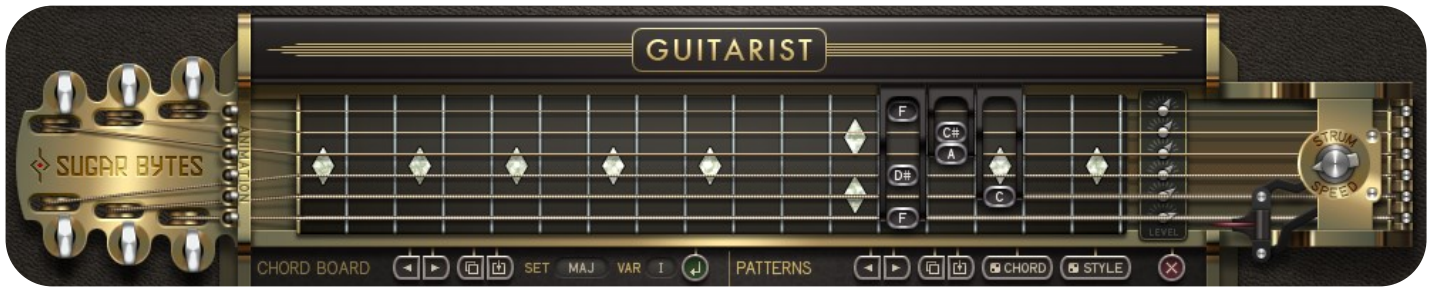 GUITARIST
F
C#
A
D#
C
F
SUGAR BYTES
ANIMATION
STRUM
SPEED
LEVEL
CHORD BOARD
SET MAJ VAR I
PATTERNS
CHORD
STYLE